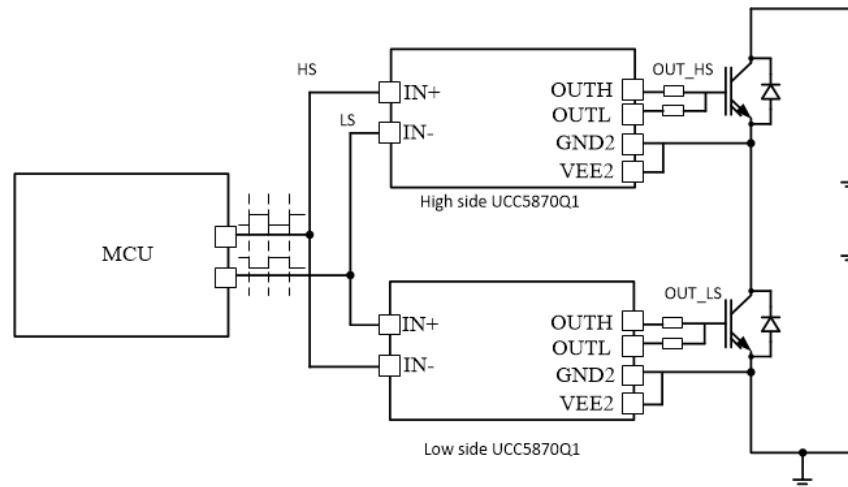 HS
IN+
LS
IN-
OUTH
OUTL
GND2
VEE2
OUT_HS
High side UCC5870Q1
MCU
IN+
IN-
OUTH
OUTL
GND2
VEE2
OUT_LS
Low side UCC5870Q1